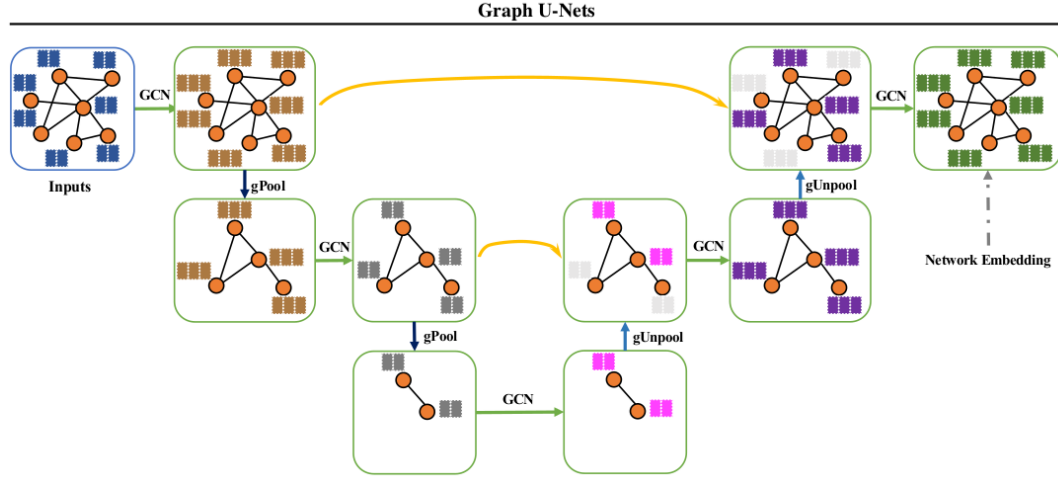 Graph U-Nets
GCN
GCN
Inputs
gPool
gUnpool
GCN
GCN
Network Embedding
gPool
gUnpool
GCN